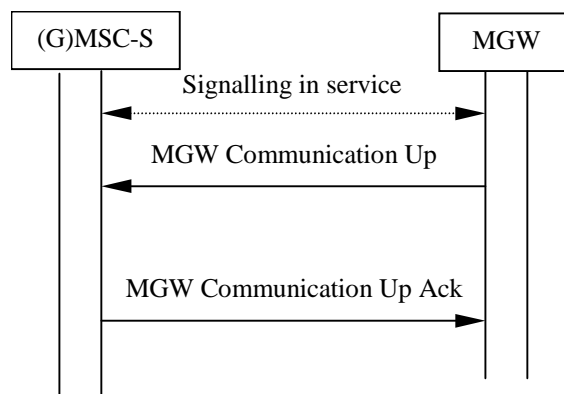 (G)MSC-S
MGW
Signalling in service
MGW Communication Up
MGW Communication Up Ack